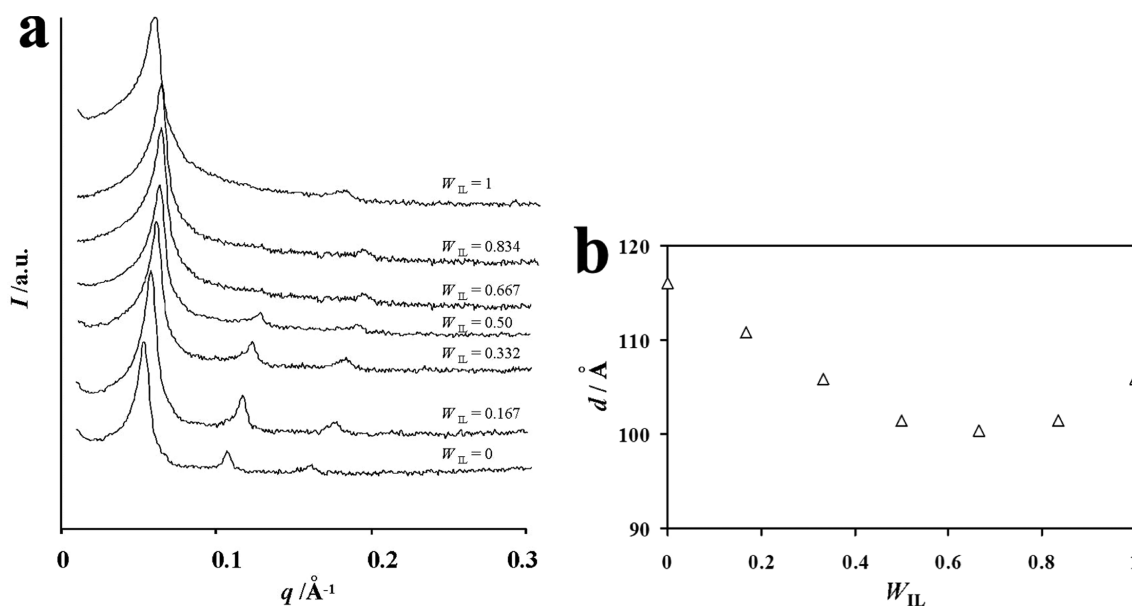 a
I /a.u.
W_IL = 1
W_IL = 0.834
W_IL = 0.667
W_IL = 0.50
W_IL = 0.332
W_IL = 0.167
W_IL = 0
0 0.1 0.2 0.3
q /Å-1
b
d / Å
120
110
100
90
0 0.2 0.4 0.6 0.8 1
W_IL